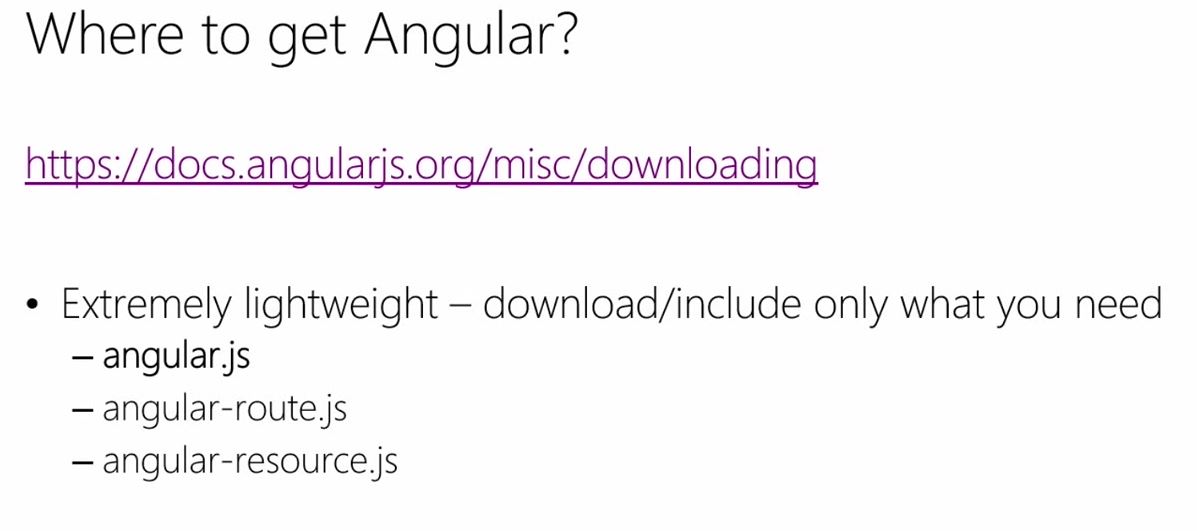 Where to get Angular?
https://docs.angularjs.org/misc/downloading
• Extremely lightweight – download/include only what you need
– angular.js
– angular-route.js
– angular-resource.js